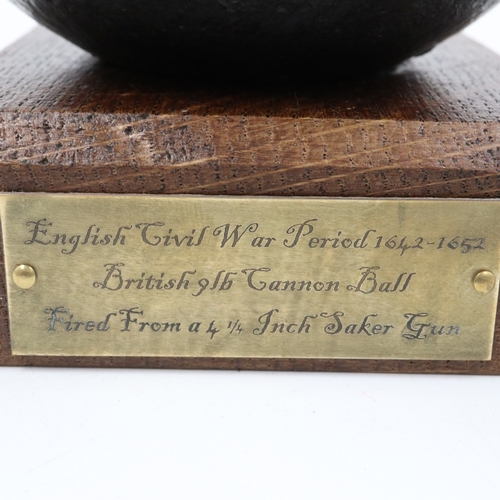 English Civil War Period 1642-1652
British 9lb Cannon Ball
Fired From a 4 1/4 Inch Saker Gun